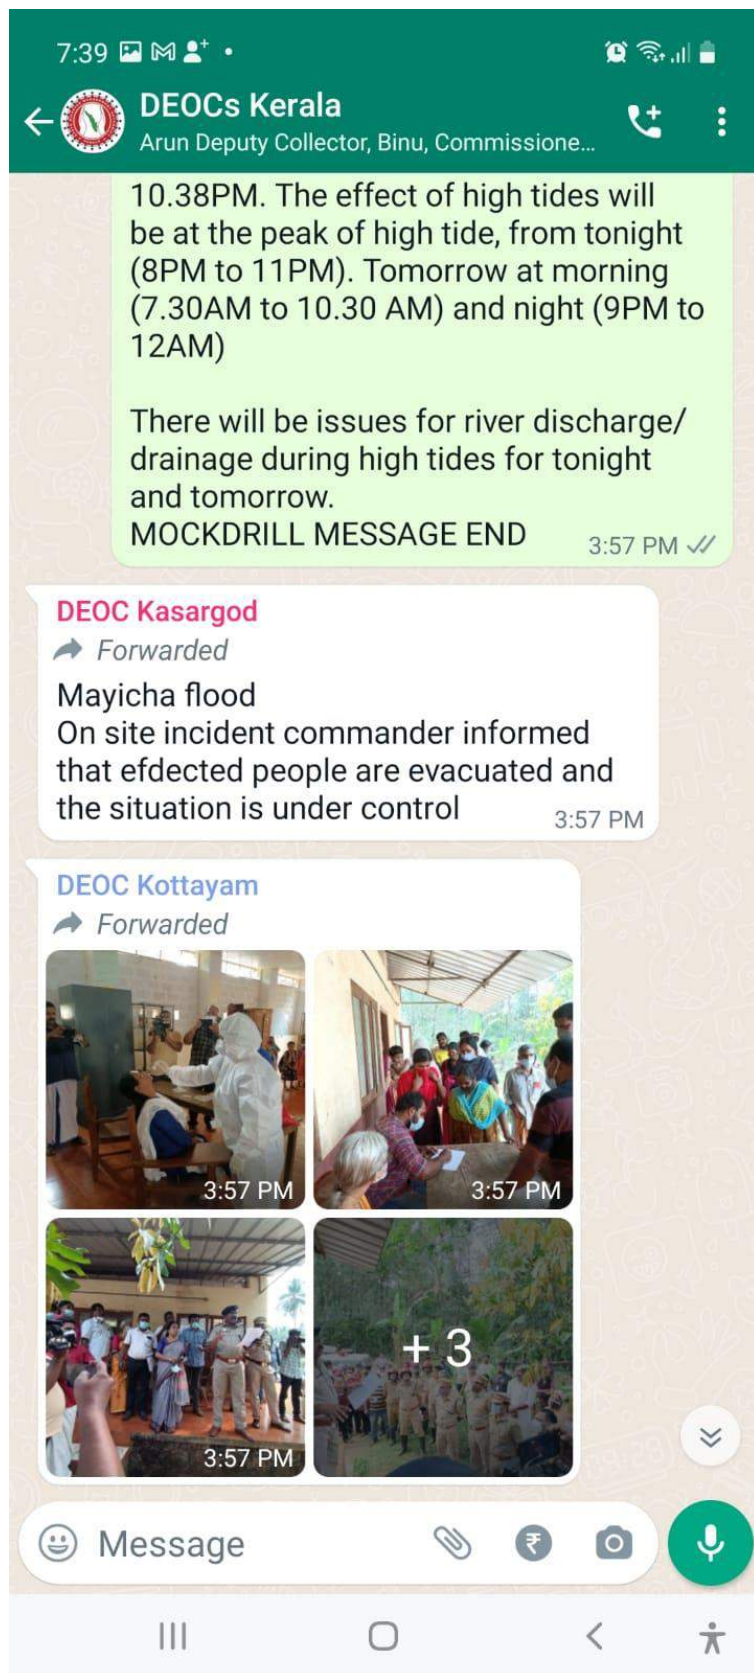 7:39
DEOCs Kerala
Arun Deputy Collector, Binu, Commissione...
10.38PM. The effect of high tides will
be at the peak of high tide, from tonight
(8PM to 11PM). Tomorrow at morning
(7.30AM to 10.30 AM) and night (9PM to
12AM)
There will be issues for river discharge/
drainage during high tides for tonight
and tomorrow.
MOCKDRILL MESSAGE END
3:57 PM
DEOC Kasargod
Forwarded
Mayicha flood
On site incident commander informed
that efdected people are evacuated and
the situation is under control
3:57 PM
DEOC Kottayam
Forwarded
3:57 PM
3:57 PM
3:57 PM
+ 3
Message